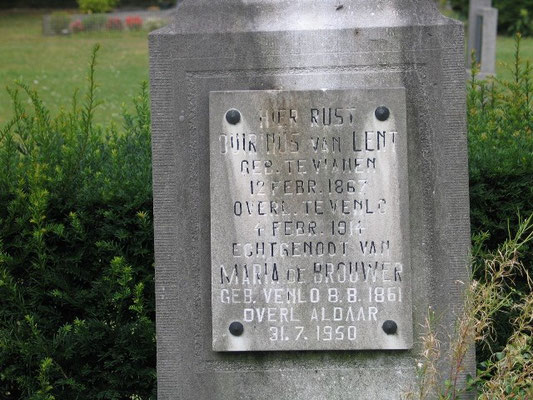 HIER RUST
QUIRINUS VAN LENT
GEB. TE VIANEN
12 FEBR. 1867
OVERL. TE VENLO
4 FEBR. 1914
ECHTGENOOT VAN
MARIA DE BROUWER
GEB. VENLO 8.8.1861
OVERL ALDAAR
31.7.1950